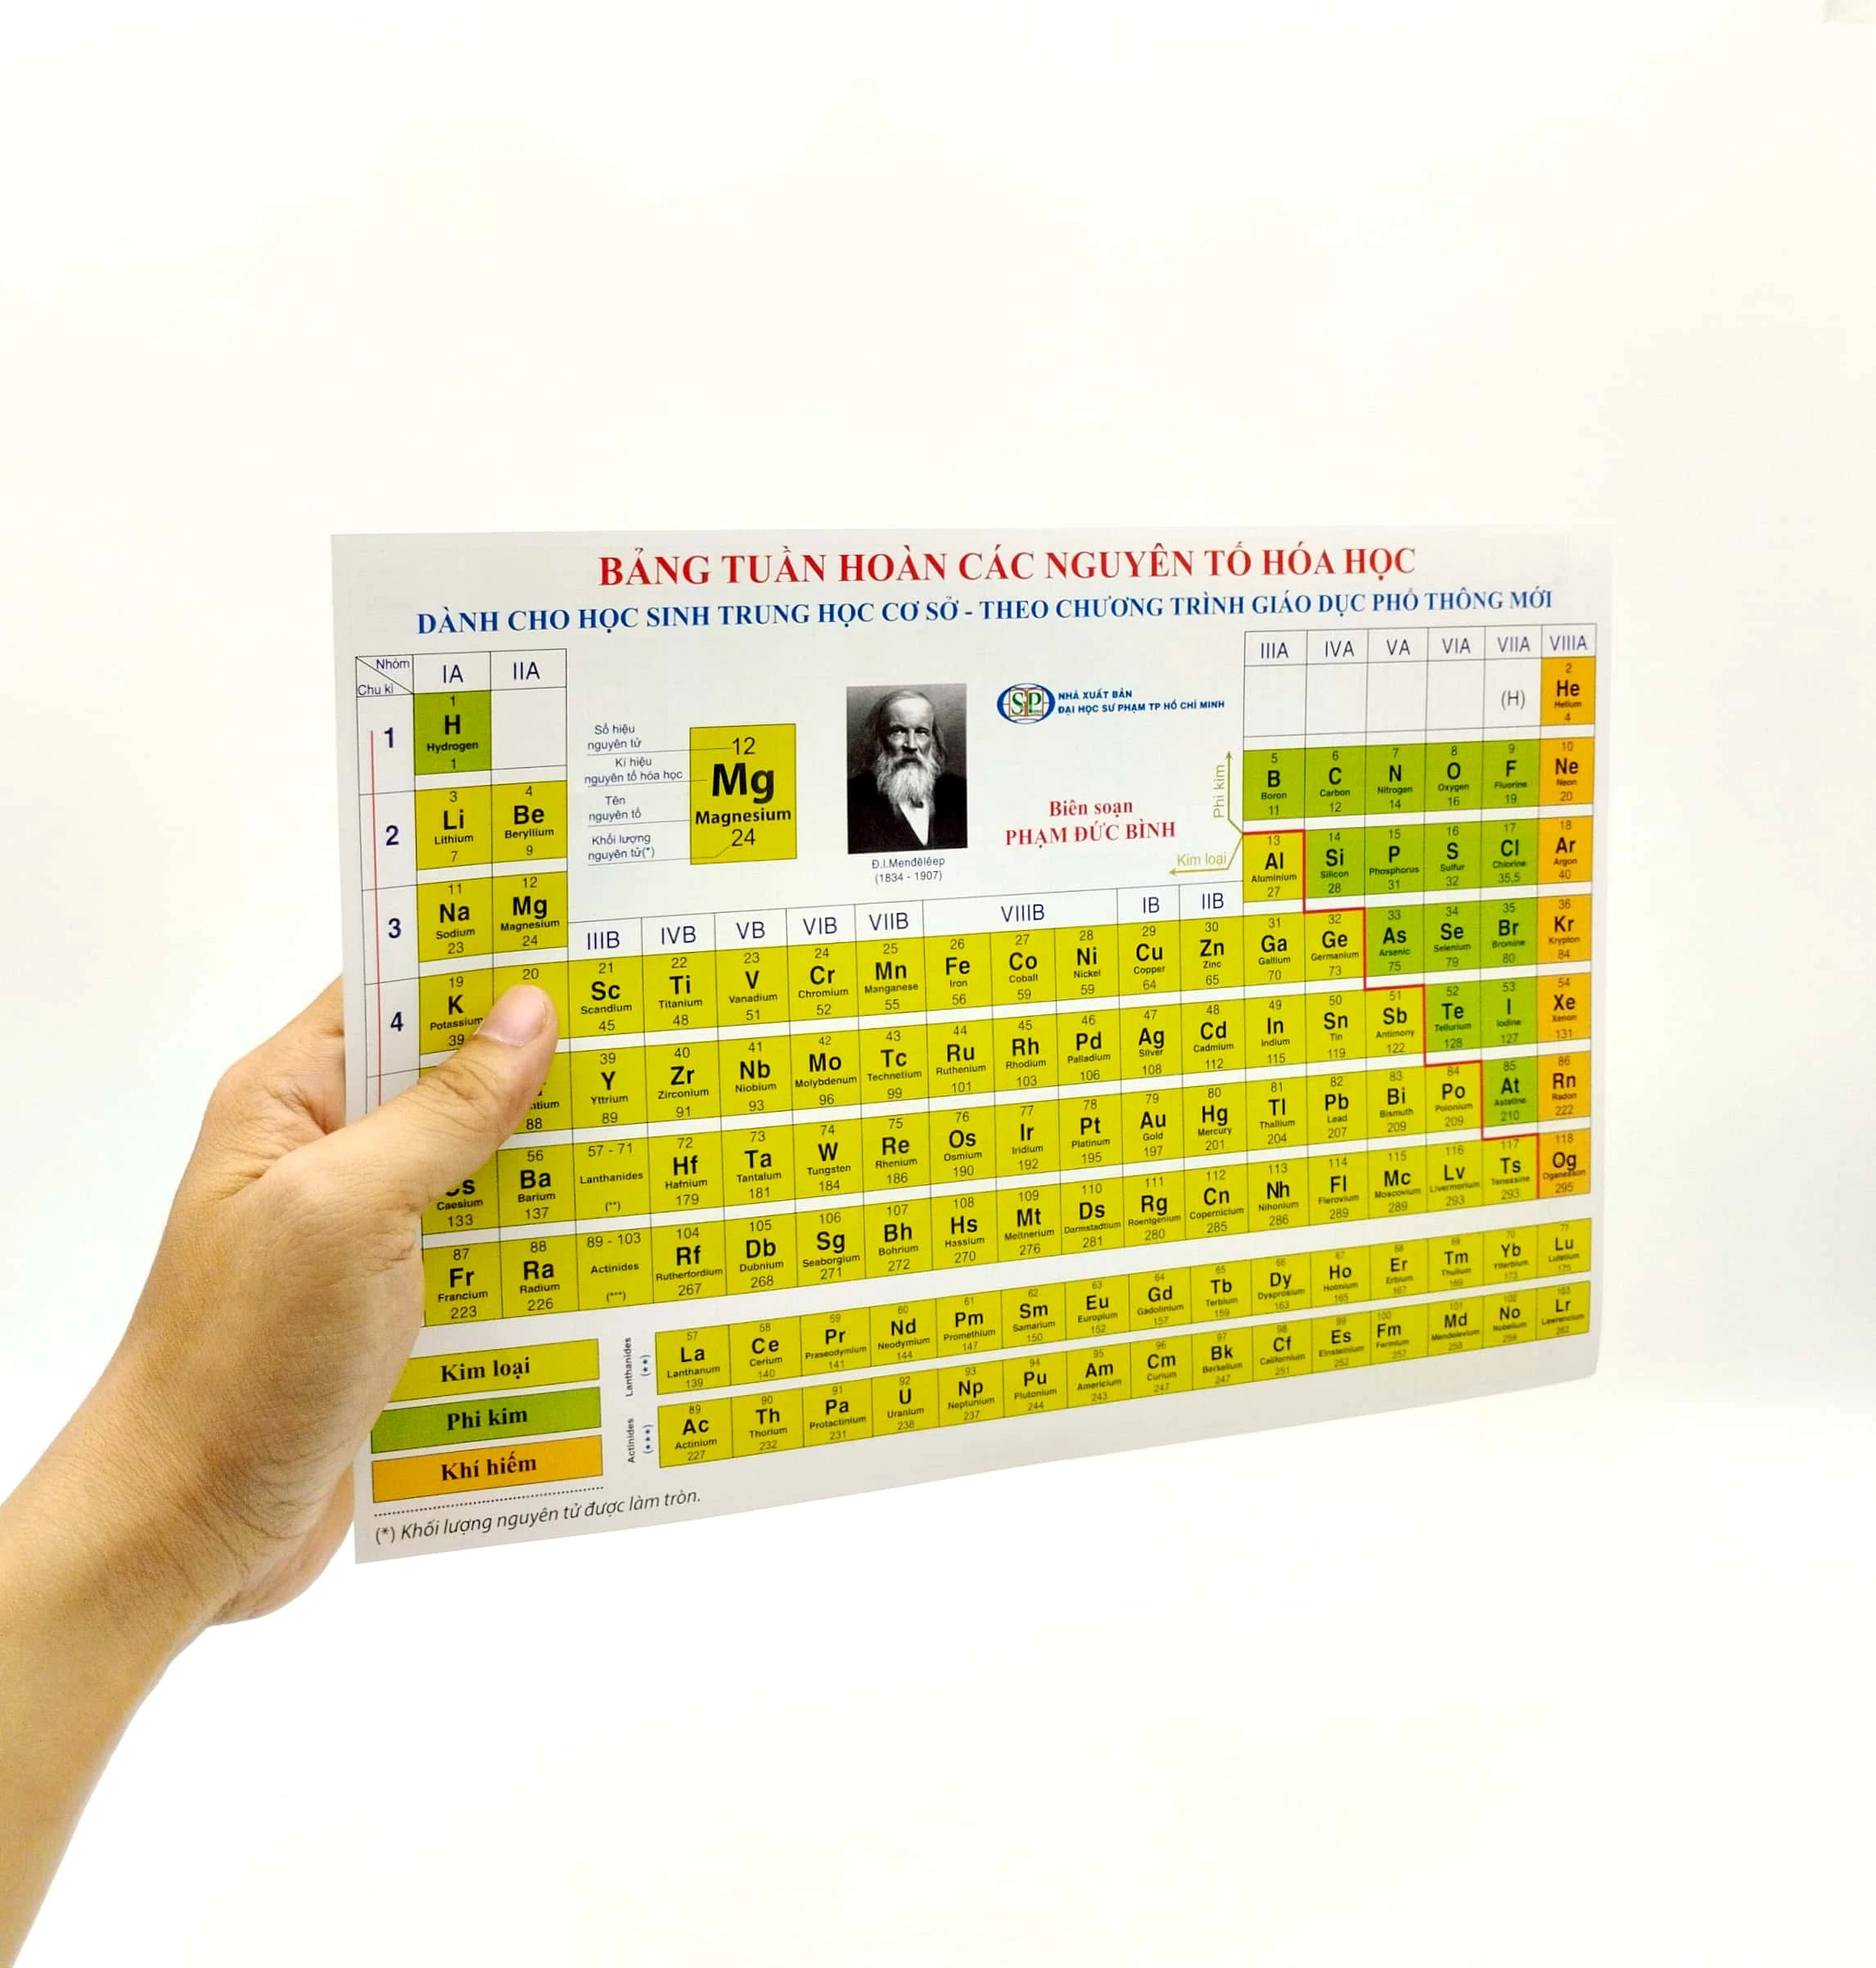 BẢNG TUẦN HOÀN CÁC NGUYÊN TỐ HÓA HỌC
DÀNH CHO HỌC SINH TRUNG HỌC CƠ SỞ - THEO CHƯƠNG TRÌNH GIÁO DỤC PHỔ THÔNG MỚI
Nhóm IA IIA IIIA IVA VA VIA VIIA VIIIA
Chu kì
1
1 H Hydrogen 1
(H)
2 He Helium 4
Số hiệu nguyên tử
Kí hiệu nguyên tố hóa học
Tên nguyên tố
Khối lượng nguyên tử(*)
12
Mg
Magnesium
24
Đ.I.Menđêlêep
(1834 - 1907)
SP
NHÀ XUẤT BẢN
ĐẠI HỌC SƯ PHẠM TP HỒ CHÍ MINH
Biên soạn
PHẠM ĐỨC BÌNH
Phi kim
Kim loại
2
3 Li Lithium 7
4 Be Beryllium 9
5 B Boron 11
6 C Carbon 12
7 N Nitrogen 14
8 O Oxygen 16
9 F Fluorine 19
10 Ne Neon 20
3
11 Na Sodium 23
12 Mg Magnesium 24
13 Al Aluminium 27
14 Si Silicon 28
15 P Phosphorus 31
16 S Sulfur 32
17 Cl Chlorine 35,5
18 Ar Argon 40
IIIB IVB VB VIB VIIB VIIIB IB IIB
4
19 K Potassium 39
20
21 Sc Scandium 45
22 Ti Titanium 48
23 V Vanadium 51
24 Cr Chromium 52
25 Mn Manganese 55
26 Fe Iron 56
27 Co Cobalt 59
28 Ni Nickel 59
29 Cu Copper 64
30 Zn Zinc 65
31 Ga Gallium 70
32 Ge Germanium 73
33 As Arsenic 75
34 Se Selenium 79
35 Br Bromine 80
36 Kr Krypton 84
88
39 Y Yttrium 89
40 Zr Zirconium 91
41 Nb Niobium 93
42 Mo Molybdenum 96
43 Tc Technetium 99
44 Ru Ruthenium 101
45 Rh Rhodium 103
46 Pd Palladium 106
47 Ag Silver 108
48 Cd Cadmium 112
49 In Indium 115
50 Sn Tin 119
51 Sb Antimony 122
52 Te Tellurium 128
53 I Iodine 127
54 Xe Xenon 131
Caesium 133
56 Ba Barium 137
57 - 71 Lanthanides (**)
72 Hf Hafnium 179
73 Ta Tantalum 181
74 W Tungsten 184
75 Re Rhenium 186
76 Os Osmium 190
77 Ir Iridium 192
78 Pt Platinum 195
79 Au Gold 197
80 Hg Mercury 201
81 Tl Thallium 204
82 Pb Lead 207
83 Bi Bismuth 209
84 Po Polonium 209
85 At Astatine 210
86 Rn Radon 222
87 Fr Francium 223
88 Ra Radium 226
89 - 103 Actinides (***)
104 Rf Rutherfordium 267
105 Db Dubnium 268
106 Sg Seaborgium 271
107 Bh Bohrium 272
108 Hs Hassium 270
109 Mt Meitnerium 276
110 Ds Darmstadtium 281
111 Rg Roentgenium 280
112 Cn Copernicium 285
113 Nh Nihonium 286
114 Fl Flerovium 289
115 Mc Moscovium 289
116 Lv Livermorium 293
117 Ts Tennessine 293
118 Og Oganesson 295
Lanthanides (**)
57 La Lanthanum 139
58 Ce Cerium 140
59 Pr Praseodymium 141
60 Nd Neodymium 144
61 Pm Promethium 147
62 Sm Samarium 150
63 Eu Europium 152
64 Gd Gadolinium 157
65 Tb Terbium 159
66 Dy Dysprosium 163
67 Ho Holmium 165
68 Er Erbium 167
69 Tm Thulium 169
70 Yb Ytterbium 173
71 Lu Lutetium 175
Actinides (***)
89 Ac Actinium 227
90 Th Thorium 232
91 Pa Protactinium 231
92 U Uranium 238
93 Np Neptunium 237
94 Pu Plutonium 244
95 Am Americium 243
96 Cm Curium 247
97 Bk Berkelium 247
98 Cf Californium 251
99 Es Einsteinium 252
100 Fm Fermium 257
101 Md Mendelevium 258
102 No Nobelium 259
103 Lr Lawrencium 262
Kim loại
Phi kim
Khí hiếm
(*) Khối lượng nguyên tử được làm tròn.